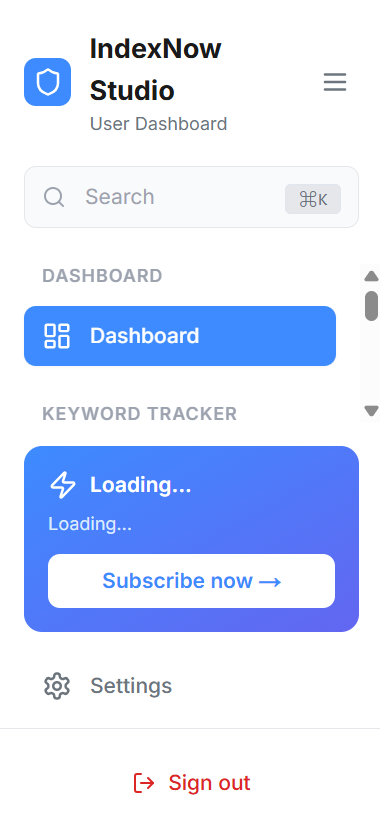 IndexNow
Studio
User Dashboard
Search ⌘K
DASHBOARD
Dashboard
KEYWORD TRACKER
Loading...
Loading...
Subscribe now →
Settings
Sign out